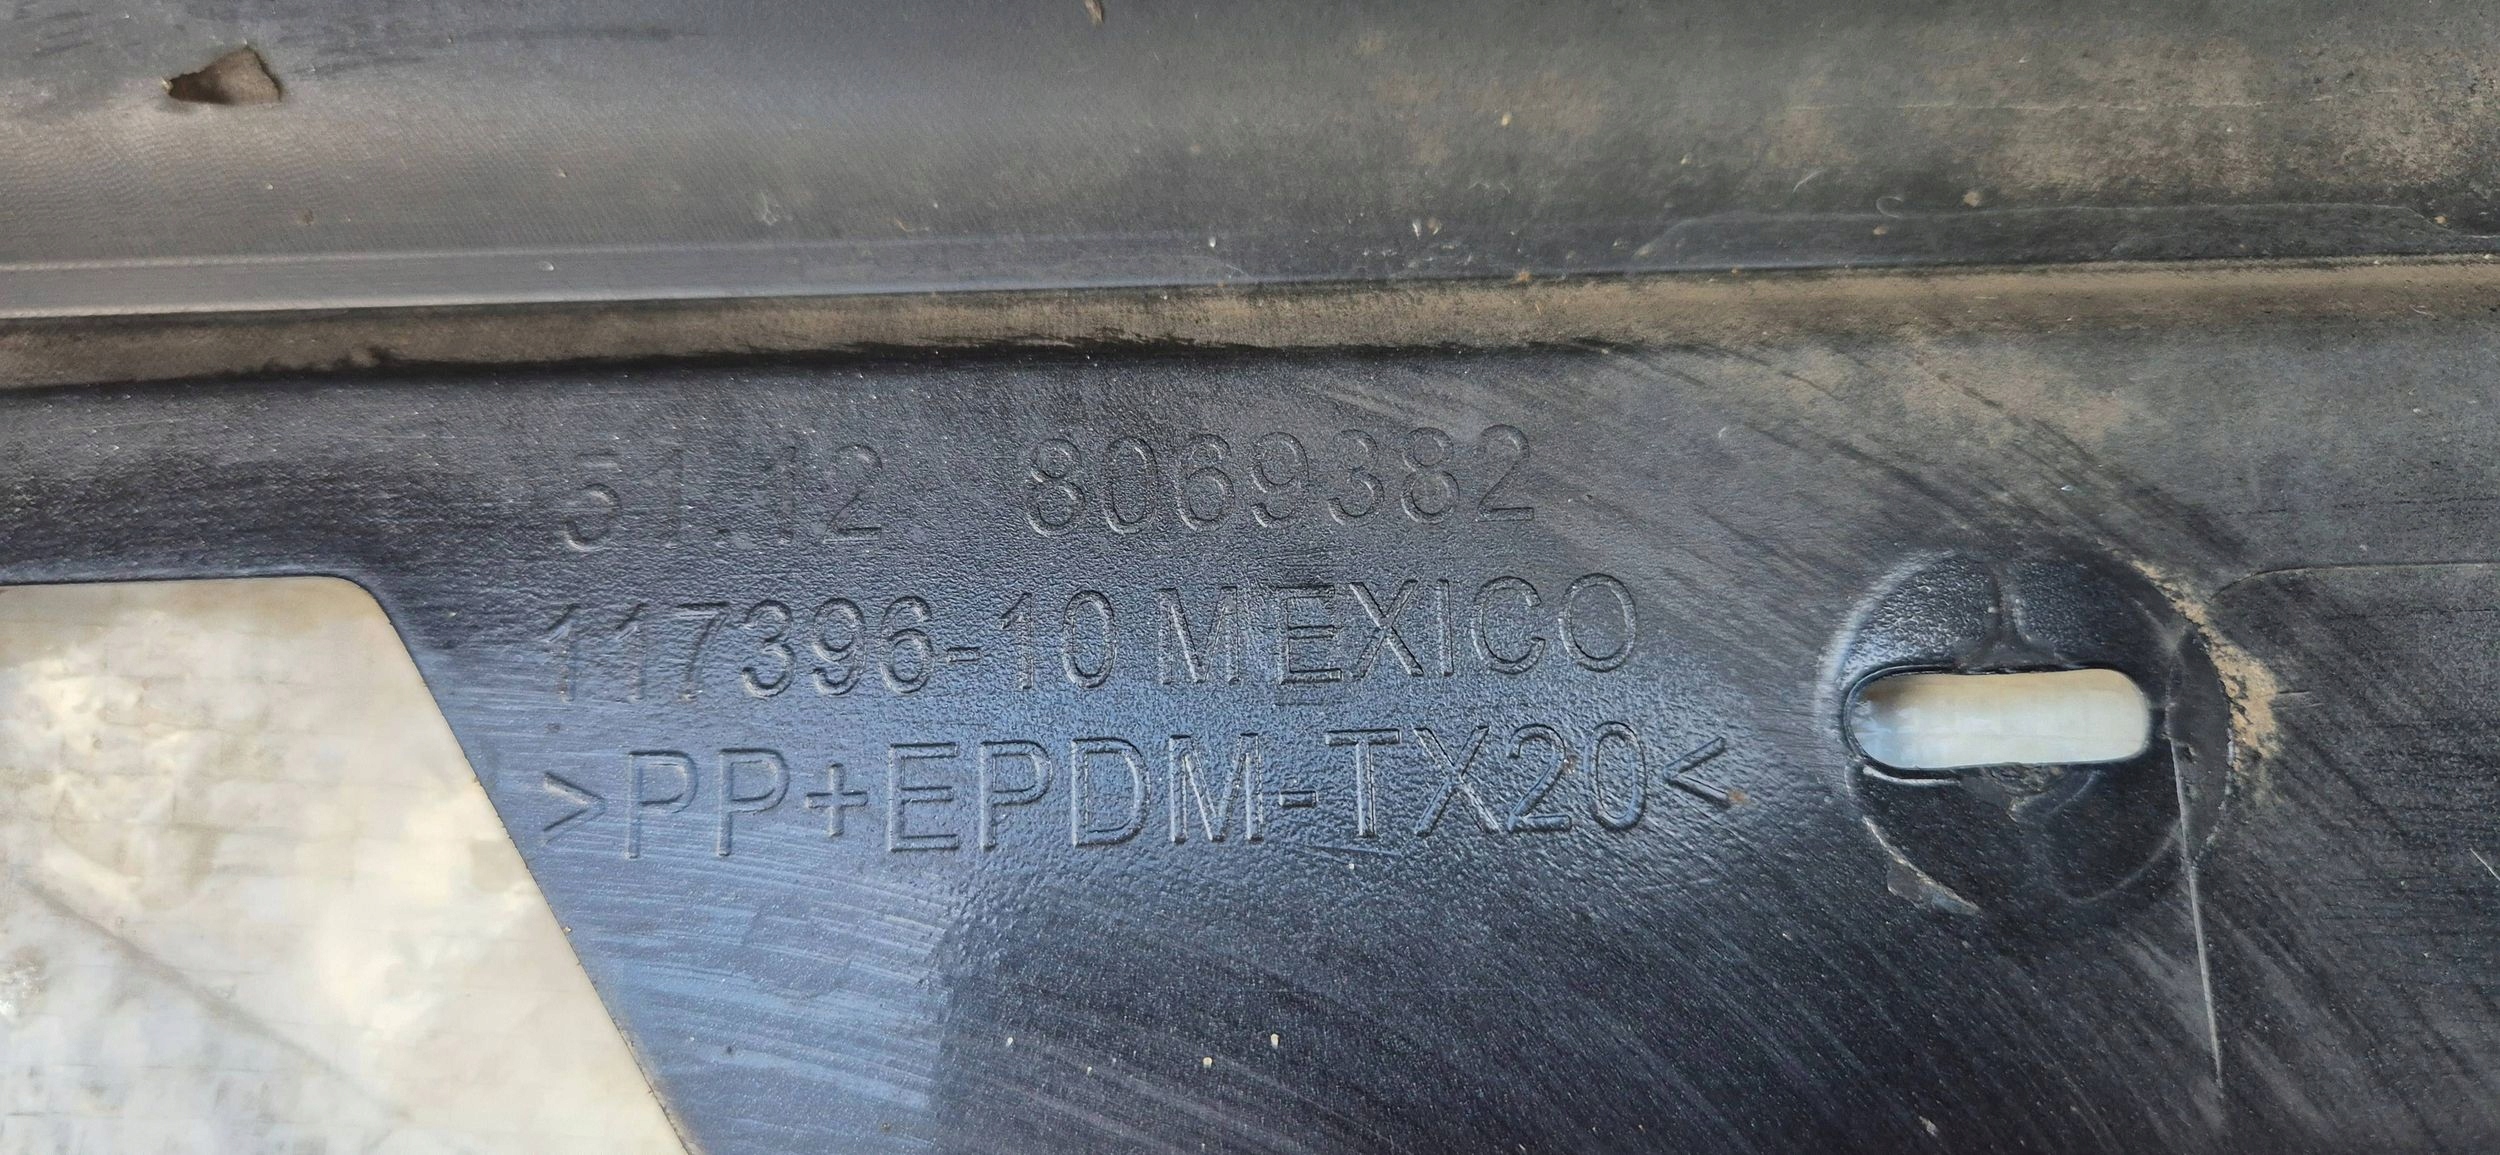 51.12 8069382
117396-10 MEXICO
>PP+EPDM-TX20<